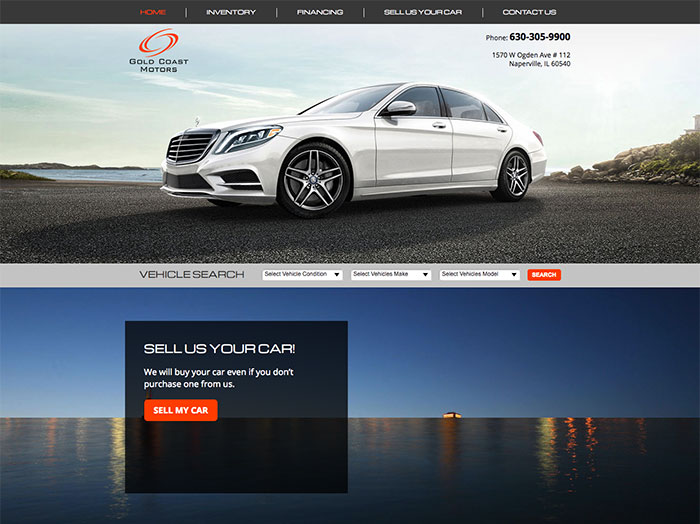 HOME INVENTORY FINANCING SELL US YOUR CAR CONTACT US
GOLD COAST
MOTORS
Phone: 630-305-9900
1570 W Ogden Ave # 112
Naperville, IL 60540
VEHICLE SEARCH Select Vehicle Condition Select Vehicles Make Select Vehicles Model SEARCH
SELL US YOUR CAR!
We will buy your car even if you don't
purchase one from us.
SELL MY CAR